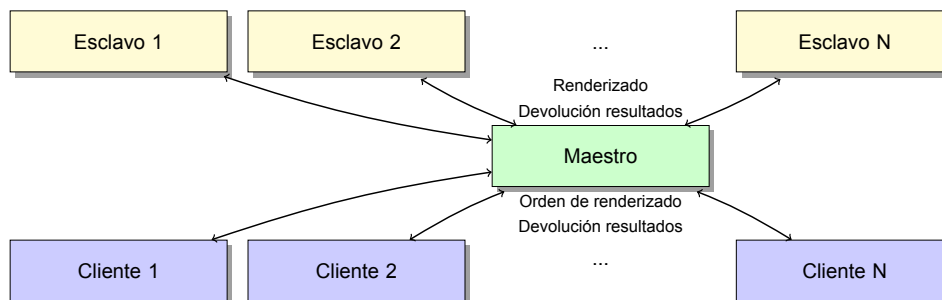 Esclavo 1
Esclavo 2
...
Esclavo N
Renderizado
Devolución resultados
Maestro
Orden de renderizado
Devolución resultados
Cliente 1
Cliente 2
...
Cliente N